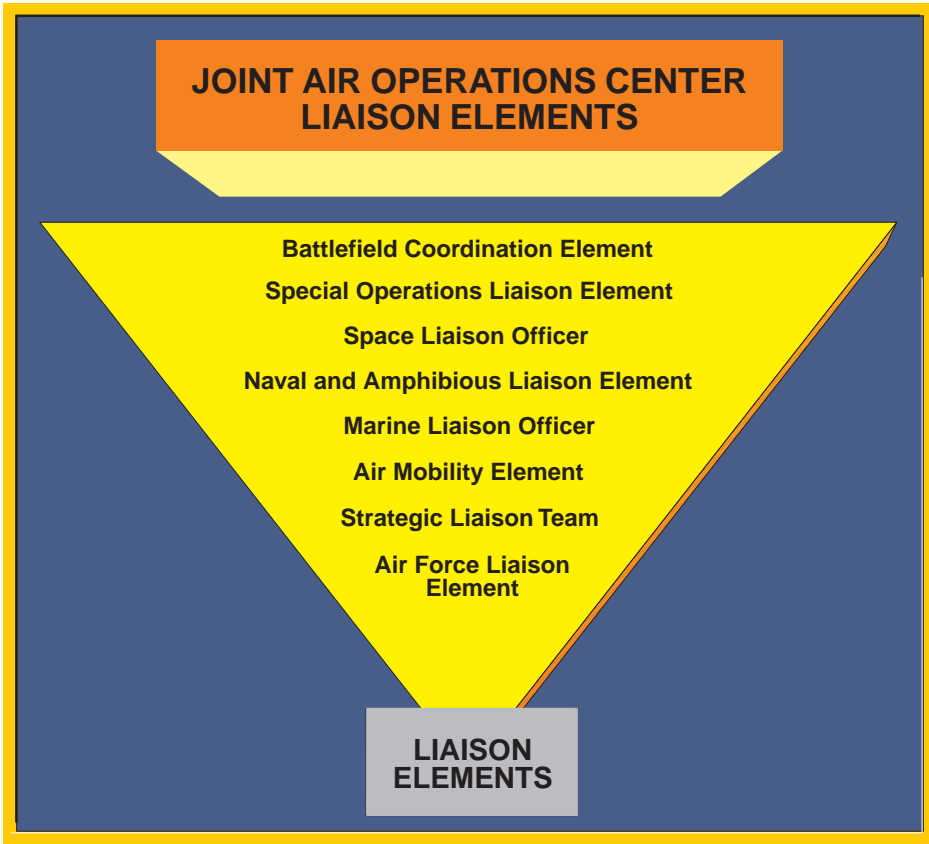 JOINT AIR OPERATIONS CENTER
LIAISON ELEMENTS
Battlefield Coordination Element
Special Operations Liaison Element
Space Liaison Officer
Naval and Amphibious Liaison Element
Marine Liaison Officer
Air Mobility Element
Strategic Liaison Team
Air Force Liaison
Element
LIAISON
ELEMENTS